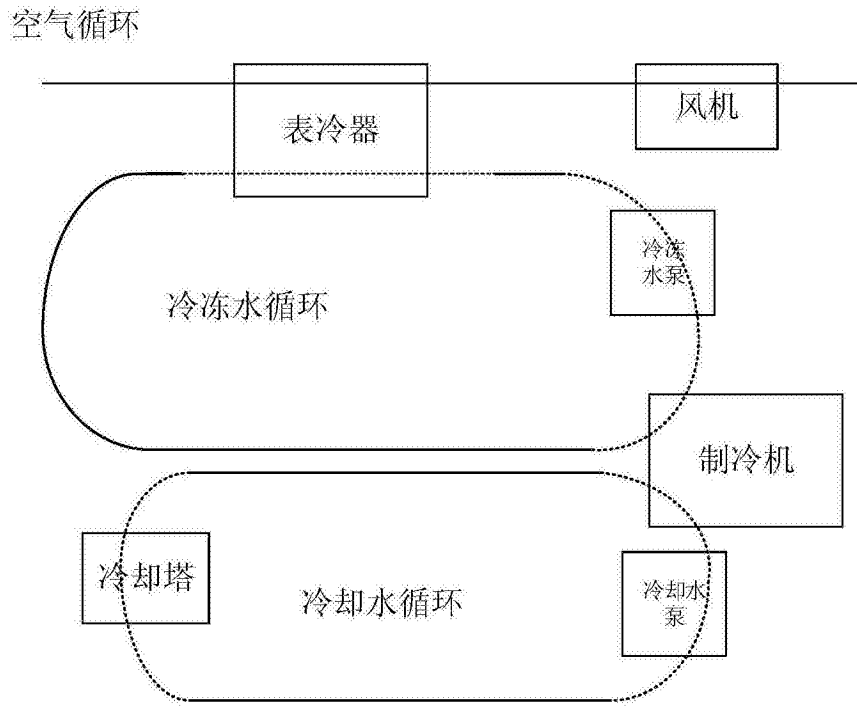 空气循环
表冷器
风机
冷冻
水泵
冷冻水循环
制冷机
冷却塔
冷却水循环
冷却水
泵